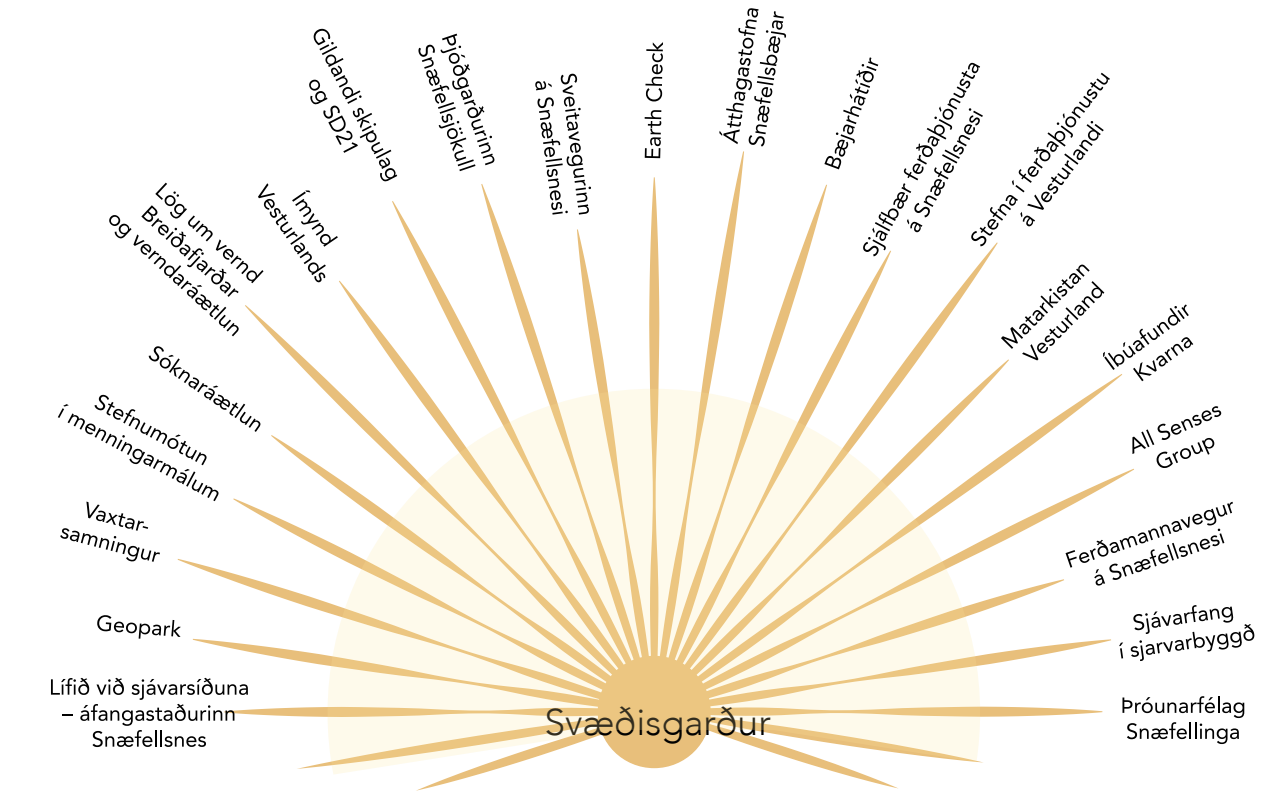 Lífið við sjávarsíðuna
– áfangastaðurinn
Snæfellsnes
Geopark
Vaxtar-
samningur
Stefnumótun
í menningarmálum
Sóknaráætlun
Lög um vernd
Breiðafjarðar
og verndaráætlun
Ímynd
Vesturlands
Gildandi skipulag
og SD21
Þjóðgarðurinn
Snæfellsjökull
Sveitavegurinn
á Snæfellsnesi
Earth Check
Átthagastofna
Snæfellsbæjar
Bæjarhátíðir
Sjálfbær ferðaþjónusta
á Snæfellsnesi
Stefna í ferðaþjónustu
á Vesturlandi
Matarkistan
Vesturland
Íbúafundir
Kvarna
All Senses
Group
Ferðamannavegur
á Snæfellsnesi
Sjávarfang
í sjarvarbyggð
Þróunarfélag
Snæfellinga
Svæðisgarður